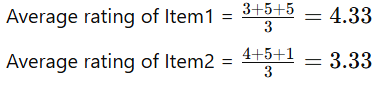 Average rating of Item1 = (3+5+5)/3 = 4.33
Average rating of Item2 = (4+5+1)/3 = 3.33